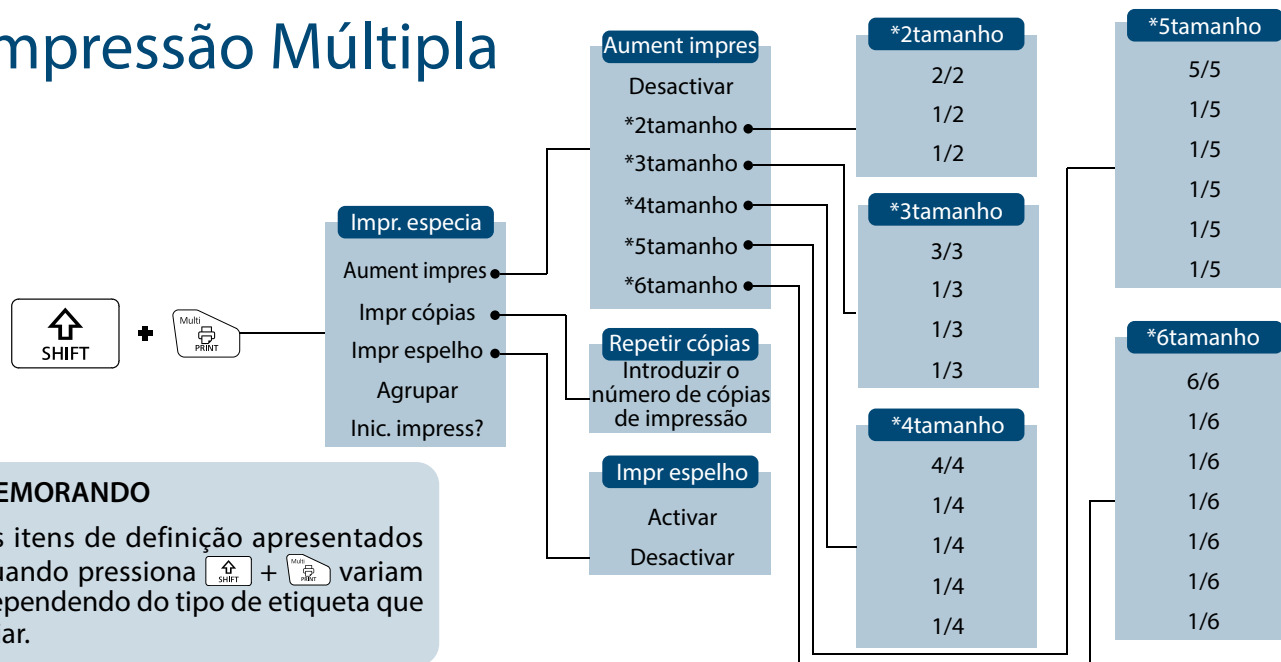 mpressão Múltipla
SHIFT
Multi
PRINT
Impr. especia
Aument impres
Impr cópias
Impr espelho
Agrupar
Inic. impress?
Aument impres
Desactivar
*2tamanho
*3tamanho
*4tamanho
*5tamanho
*6tamanho
Repetir cópias
Introduzir o
número de cópias
de impressão
Impr espelho
Activar
Desactivar
*2tamanho
2/2
1/2
1/2
*3tamanho
3/3
1/3
1/3
1/3
*4tamanho
4/4
1/4
1/4
1/4
1/4
*5tamanho
5/5
1/5
1/5
1/5
1/5
1/5
*6tamanho
6/6
1/6
1/6
1/6
1/6
1/6
1/6
EMORANDO
s itens de definição apresentados
uando pressiona SHIFT + Multi PRINT variam
ependendo do tipo de etiqueta que
iar.